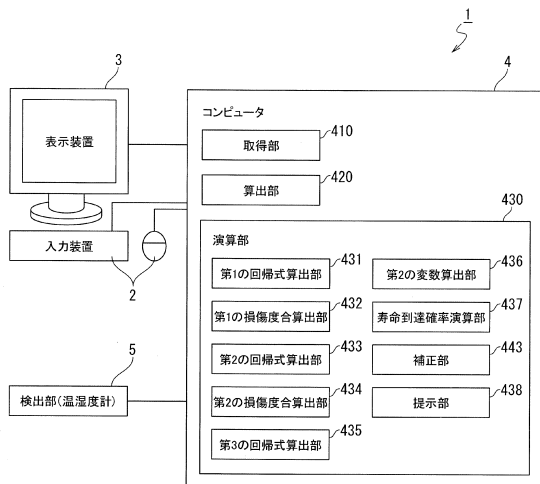 1
3
4
コンピュータ
表示装置
取得部
410
算出部
420
430
入力装置
2
演算部
第1の回帰式算出部
431
第2の変数算出部
436
第1の損傷度合算出部
432
寿命到達確率演算部
437
第2の回帰式算出部
433
補正部
443
5
検出部(温湿度計)
第2の損傷度合算出部
434
提示部
438
第3の回帰式算出部
435